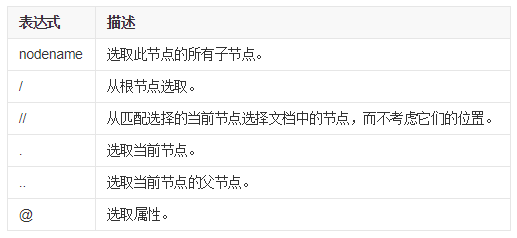 表达式 描述
nodename 选取此节点的所有子节点。
/ 从根节点选取。
// 从匹配选择的当前节点选择文档中的节点，而不考虑它们的位置。
. 选取当前节点。
.. 选取当前节点的父节点。
@ 选取属性。